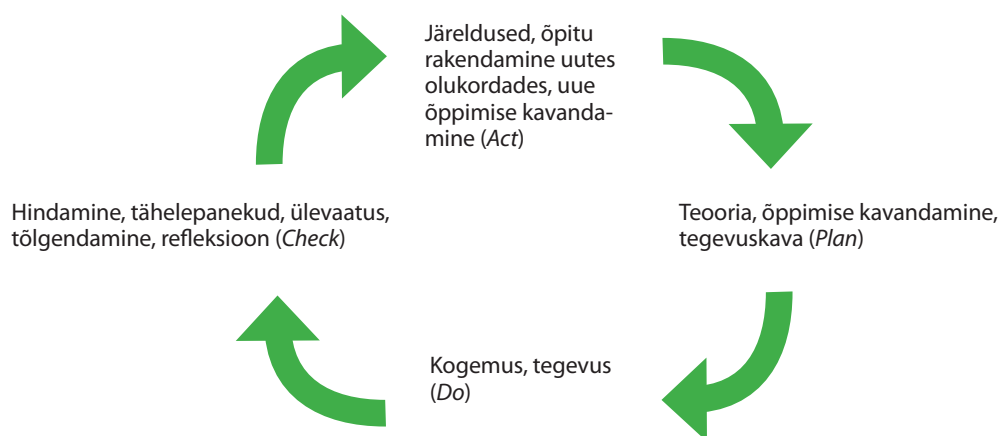 Järeldused, õpitu
rakendamine uutes
olukordades, uue
õppimise kavanda-
mine (Act)
Hindamine, tähelepanekud, ülevaatus,
tõlgendamine, refleksioon (Check)
Teooria, õppimise kavandamine,
tegevuskava (Plan)
Kogemus, tegevus
(Do)